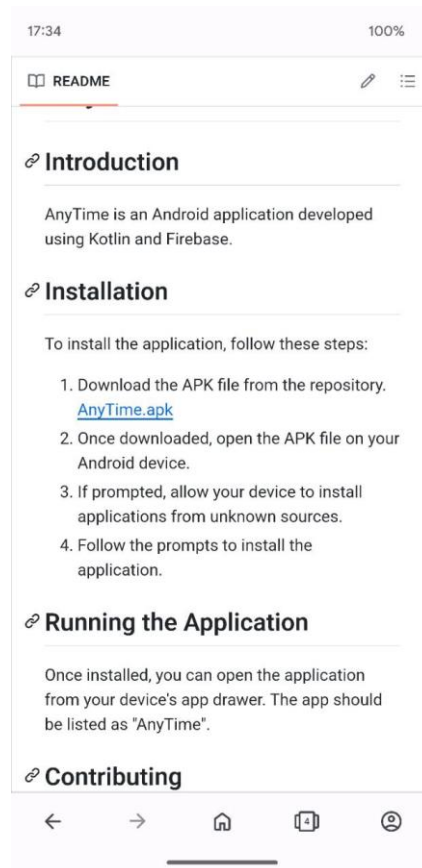 17:34 100%
README
Introduction
AnyTime is an Android application developed
using Kotlin and Firebase.
Installation
To install the application, follow these steps:
1. Download the APK file from the repository.
AnyTime.apk
2. Once downloaded, open the APK file on your
Android device.
3. If prompted, allow your device to install
applications from unknown sources.
4. Follow the prompts to install the
application.
Running the Application
Once installed, you can open the application
from your device's app drawer. The app should
be listed as "AnyTime".
Contributing
4